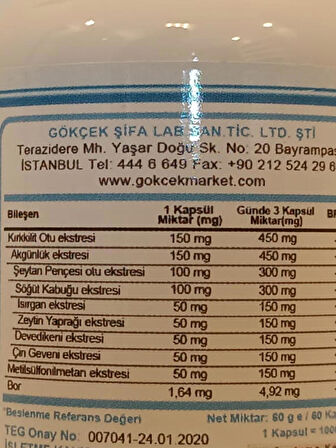 GÖKÇEK ŞİFA LAB SAN.TİC. LTD. ŞTİ
Terazidere Mh. Yaşar Doğu Sk. No: 20 Bayrampaş
İSTANBUL Tel: 444 6 649 Fax: +90 212 524 29 6
www.gokcekmarket.com
Bileşen 1 Kapsül Miktar (mg) Günde 3 Kapsül Miktar(mg)
Kırkkilit Otu ekstresi 150 mg 450 mg
Akgünlük ekstresi 150 mg 450 mg
Şeytan Pençesi otu ekstresi 100 mg 300 mg
Söğüt Kabuğu ekstresi 100 mg 300 mg
Isırgan ekstresi 50 mg 150 mg
Zeytin Yaprağı ekstresi 50 mg 150 mg
Devedikeni ekstresi 50 mg 150 mg
Çin Geveni ekstresi 50 mg 150 mg
Metilsülfonilmetan ekstresi 50 mg 150 mg
Bor 1,64 mg 4,92 mg
*Beslenme Referans Değeri Net Miktar: 60 g e / 60 Ka
TEG Onay No: 007041-24.01.2020 1 Kapsül = 1000